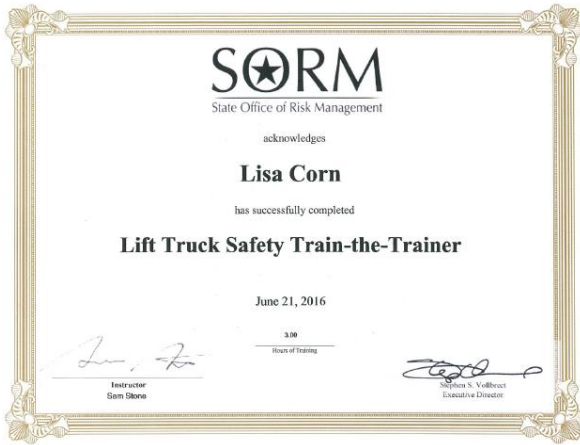 SORM
State Office of Risk Management
acknowledges
Lisa Corn
has successfully completed
Lift Truck Safety Train-the-Trainer
June 21, 2016
3.00
Hours of Training
Instructor
Sam Stone
Stephen S. Vollbrect
Executive Director